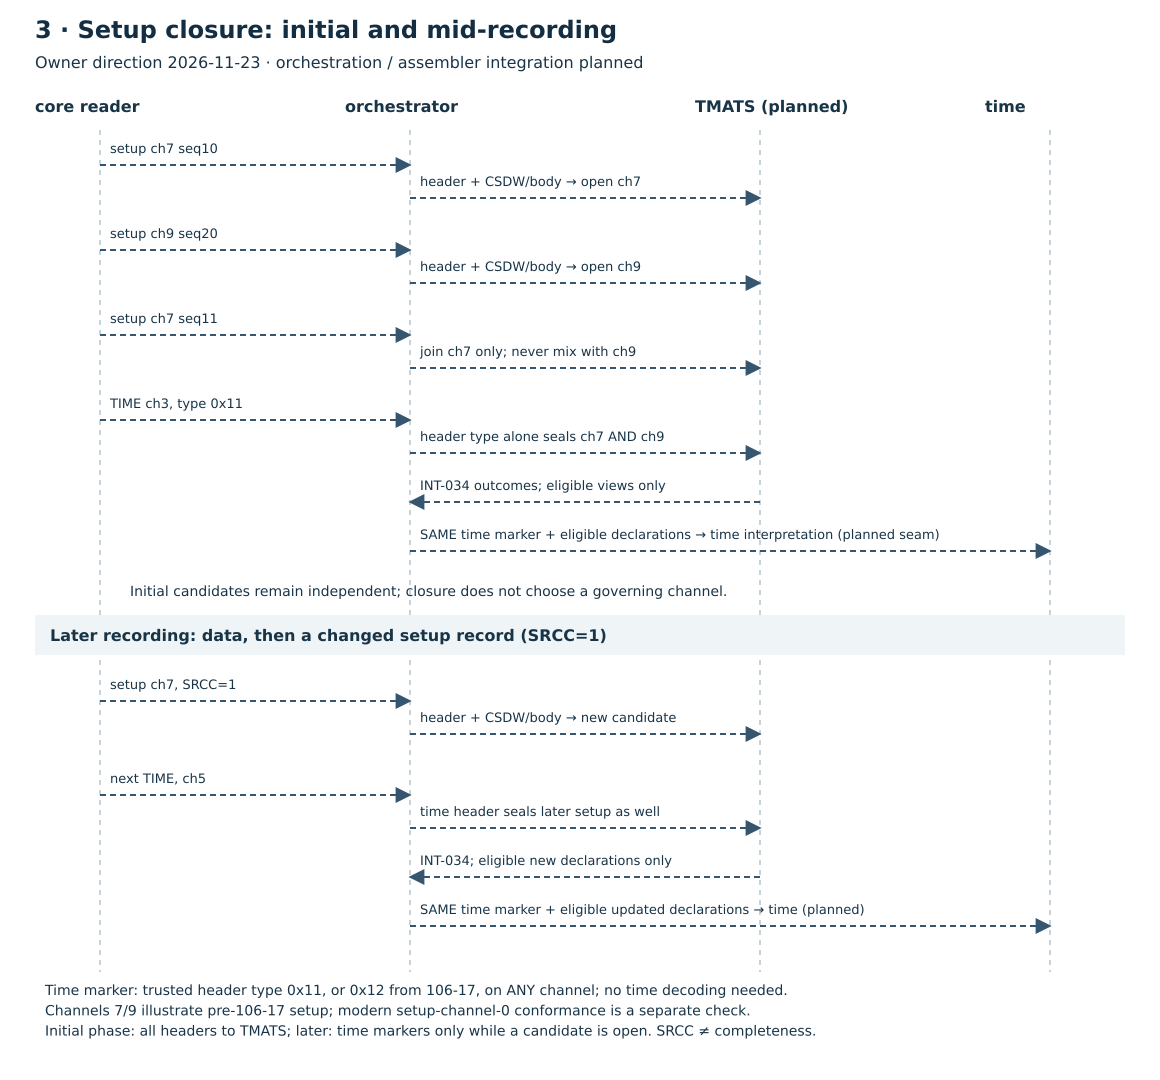 3 · Setup closure: initial and mid-recording
Owner direction 2026-11-23 · orchestration / assembler integration planned
core reader
orchestrator
TMATS (planned)
time
setup ch7 seq10
header + CSDW/body → open ch7
setup ch9 seq20
header + CSDW/body → open ch9
setup ch7 seq11
join ch7 only; never mix with ch9
TIME ch3, type 0x11
header type alone seals ch7 AND ch9
INT-034 outcomes; eligible views only
SAME time marker + eligible declarations → time interpretation (planned seam)
Initial candidates remain independent; closure does not choose a governing channel.
Later recording: data, then a changed setup record (SRCC=1)
setup ch7, SRCC=1
header + CSDW/body → new candidate
next TIME, ch5
time header seals later setup as well
INT-034; eligible new declarations only
SAME time marker + eligible updated declarations → time (planned)
Time marker: trusted header type 0x11, or 0x12 from 106-17, on ANY channel; no time decoding needed.
Channels 7/9 illustrate pre-106-17 setup; modern setup-channel-0 conformance is a separate check.
Initial phase: all headers to TMATS; later: time markers only while a candidate is open. SRCC ≠ completeness.